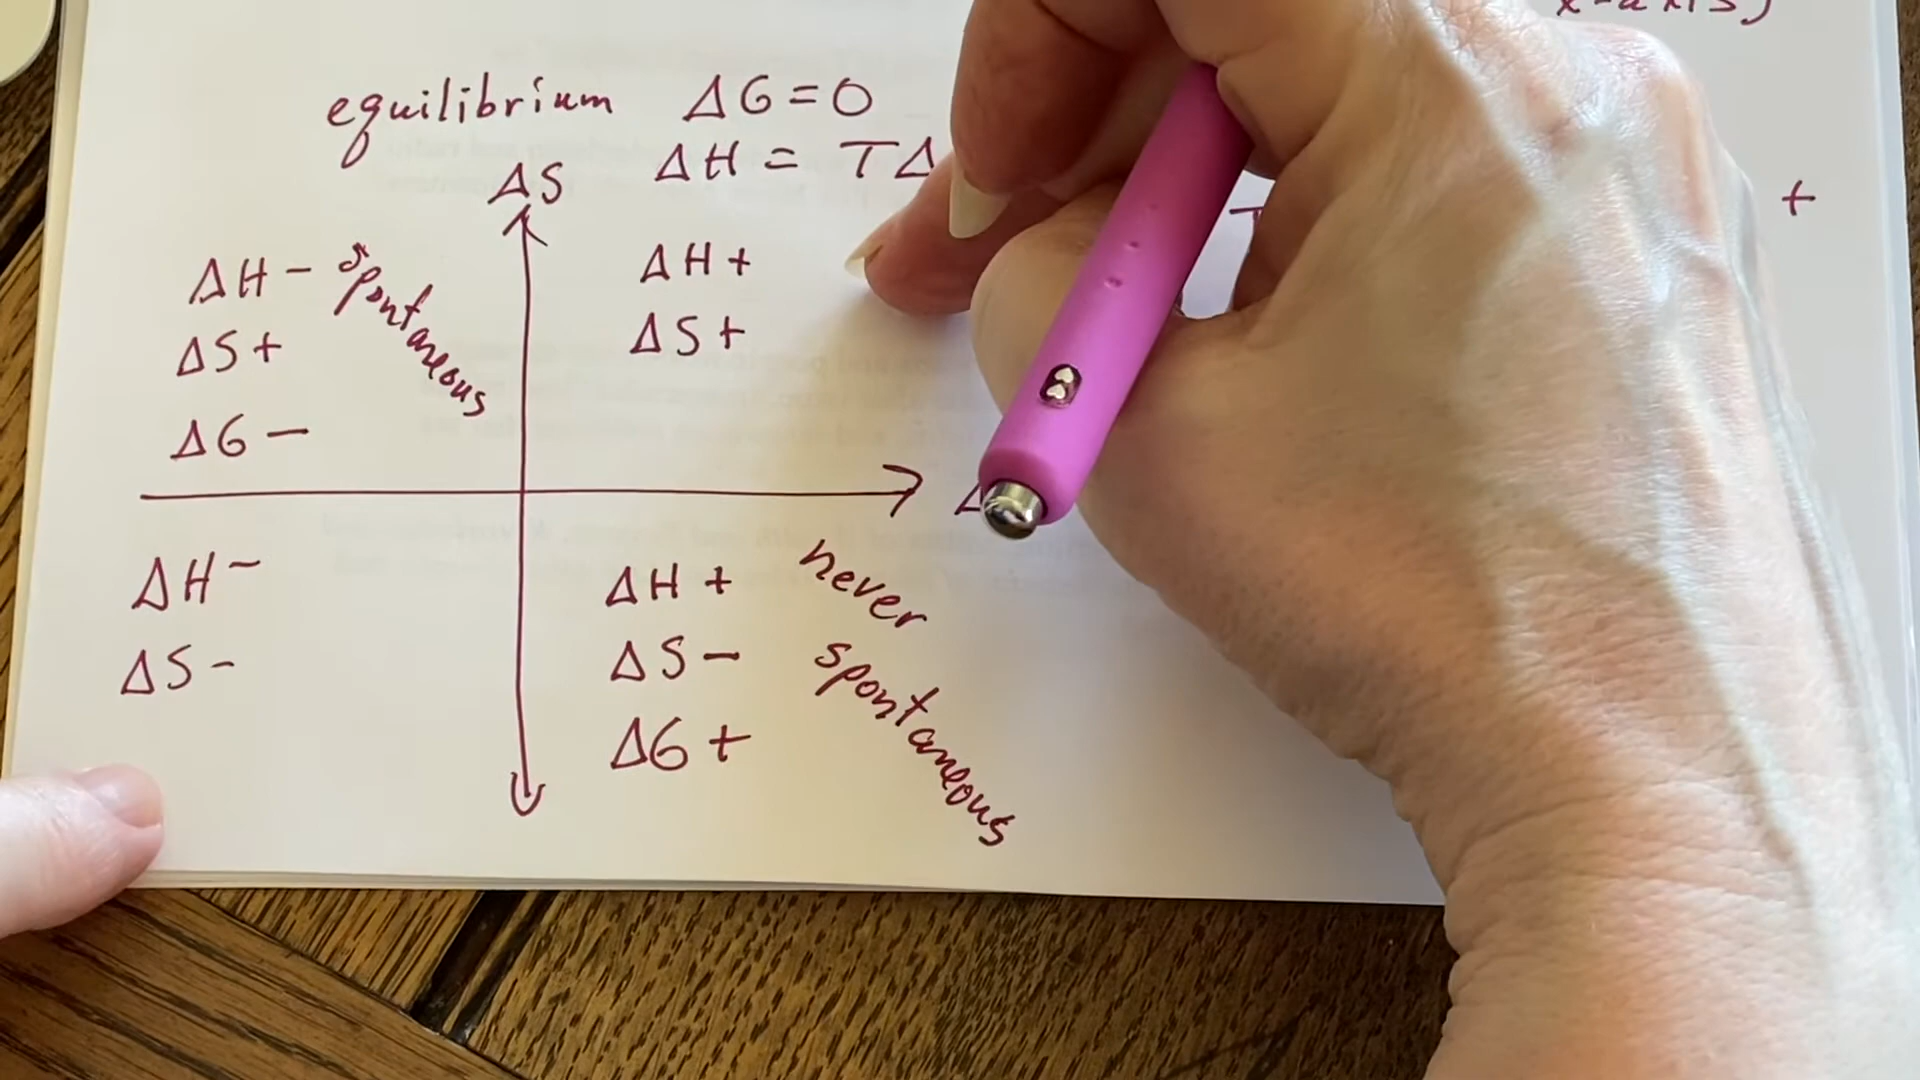 equilibrium ΔG = 0
ΔH = TΔ
ΔS
+
ΔH - spontaneous
ΔS +
ΔG -
ΔH +
ΔS +
Δ
ΔH -
ΔS -
ΔH +
ΔS -
ΔG +
never
spontaneous